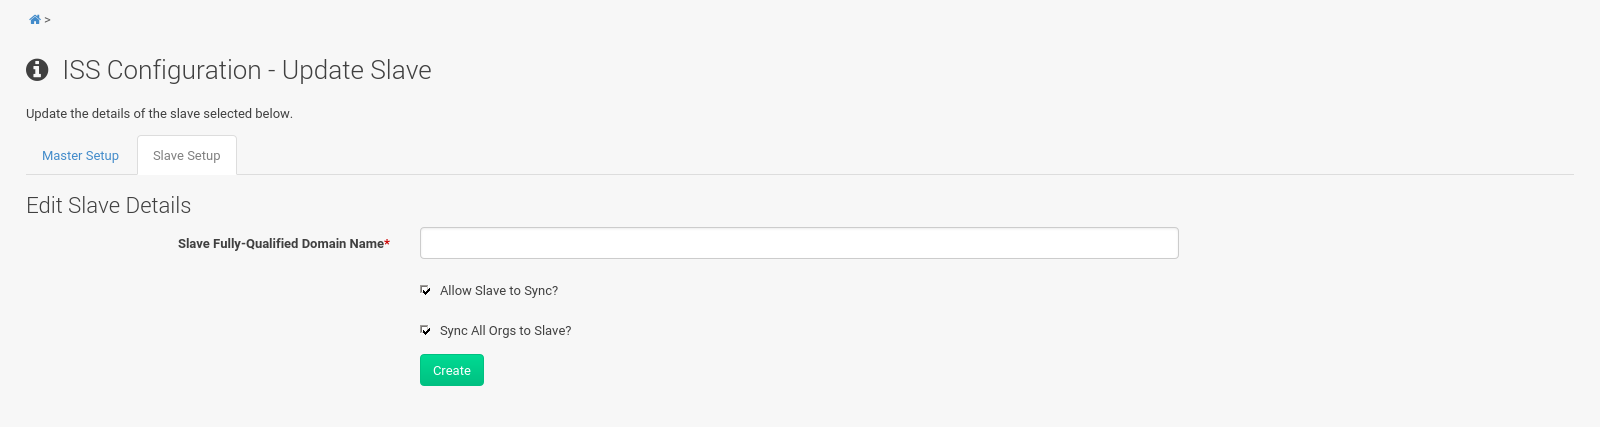 >
ISS Configuration - Update Slave
Update the details of the slave selected below.
Master Setup
Slave Setup
Edit Slave Details
Slave Fully-Qualified Domain Name*
Allow Slave to Sync?
Sync All Orgs to Slave?
Create